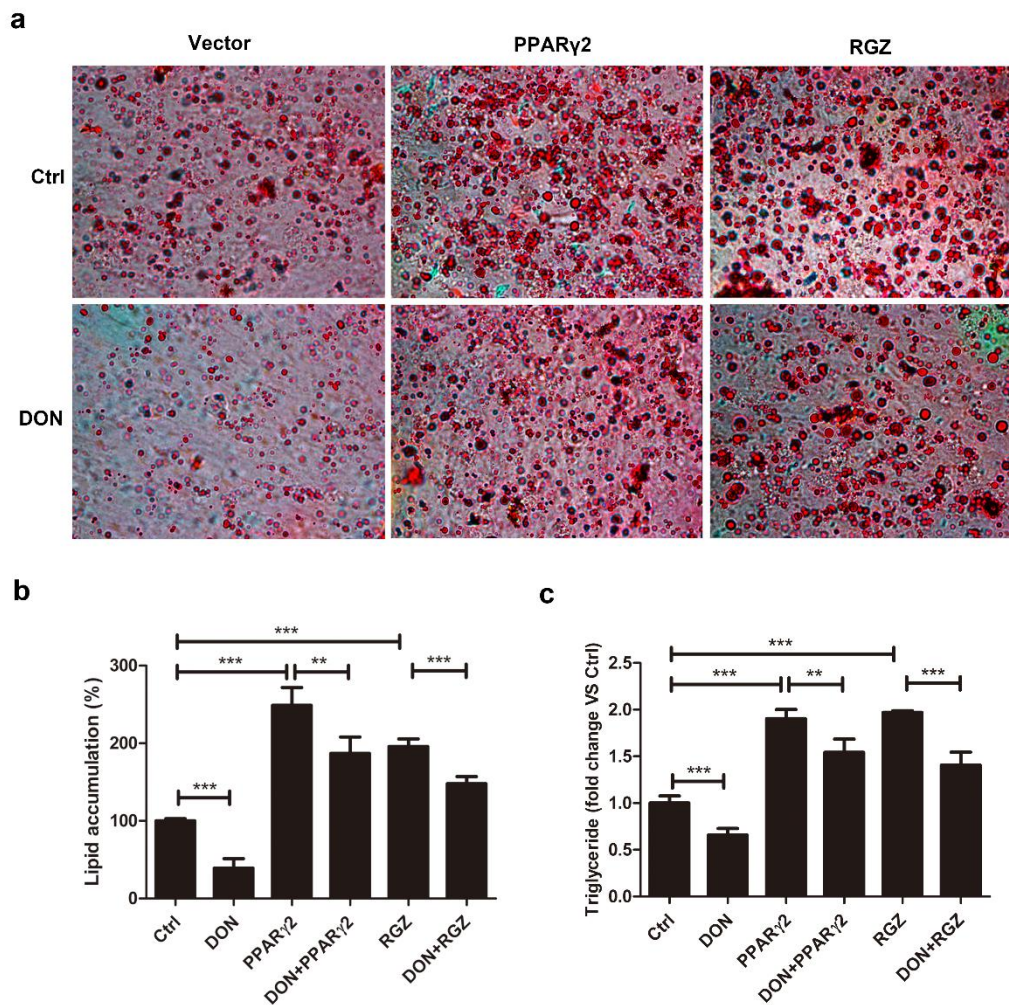 a
Vector PPARγ2 RGZ
Ctrl
DON
b
Lipid accumulation (%)
300
200
100
0
***
***
**
***
***
Ctrl
DON
PPARγ2
DON+PPARγ2
RGZ
DON+RGZ
c
Triglyceride (fold change VS Ctrl)
2.5
2.0
1.5
1.0
0.5
0.0
***
***
**
***
***
Ctrl
DON
PPARγ2
DON+PPARγ2
RGZ
DON+RGZ